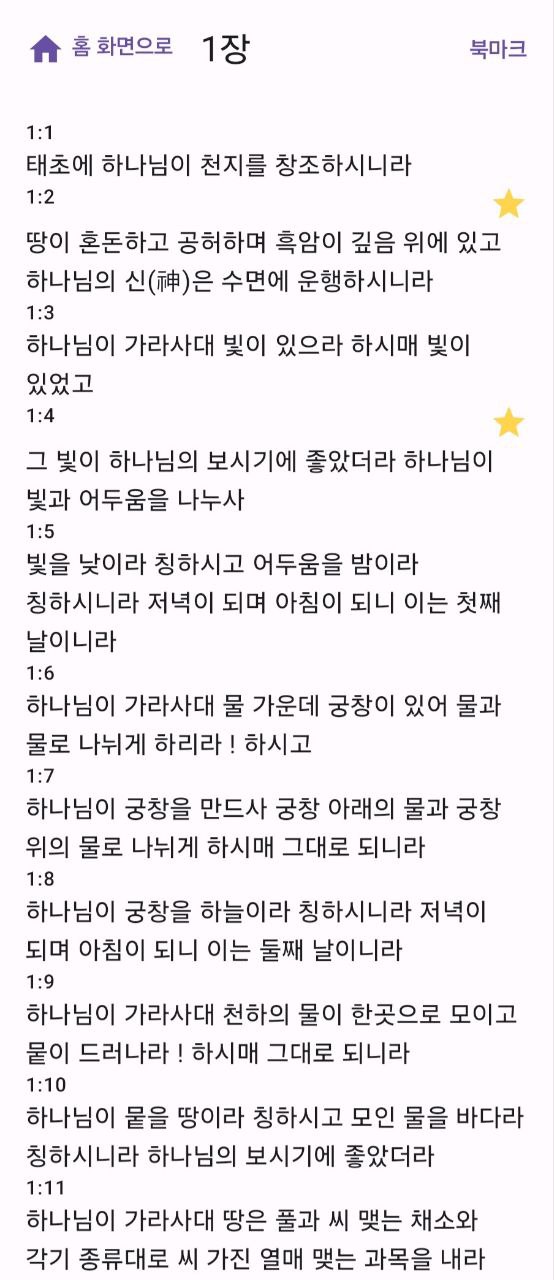 홈 화면으로 1장 북마크
1:1
태초에 하나님이 천지를 창조하시니라
1:2
땅이 혼돈하고 공허하며 흑암이 깊음 위에 있고
하나님의 신(神)은 수면에 운행하시니라
1:3
하나님이 가라사대 빛이 있으라 하시매 빛이
있었고
1:4
그 빛이 하나님의 보시기에 좋았더라 하나님이
빛과 어두움을 나누사
1:5
빛을 낮이라 칭하시고 어두움을 밤이라
칭하시니라 저녁이 되며 아침이 되니 이는 첫째
날이니라
1:6
하나님이 가라사대 물 가운데 궁창이 있어 물과
물로 나뉘게 하리라 ! 하시고
1:7
하나님이 궁창을 만드사 궁창 아래의 물과 궁창
위의 물로 나뉘게 하시매 그대로 되니라
1:8
하나님이 궁창을 하늘이라 칭하시니라 저녁이
되며 아침이 되니 이는 둘째 날이니라
1:9
하나님이 가라사대 천하의 물이 한곳으로 모이고
뭍이 드러나라 ! 하시매 그대로 되니라
1:10
하나님이 뭍을 땅이라 칭하시고 모인 물을 바다라
칭하시니라 하나님의 보시기에 좋았더라
1:11
하나님이 가라사대 땅은 풀과 씨 맺는 채소와
각기 종류대로 씨 가진 열매 맺는 과목을 내라